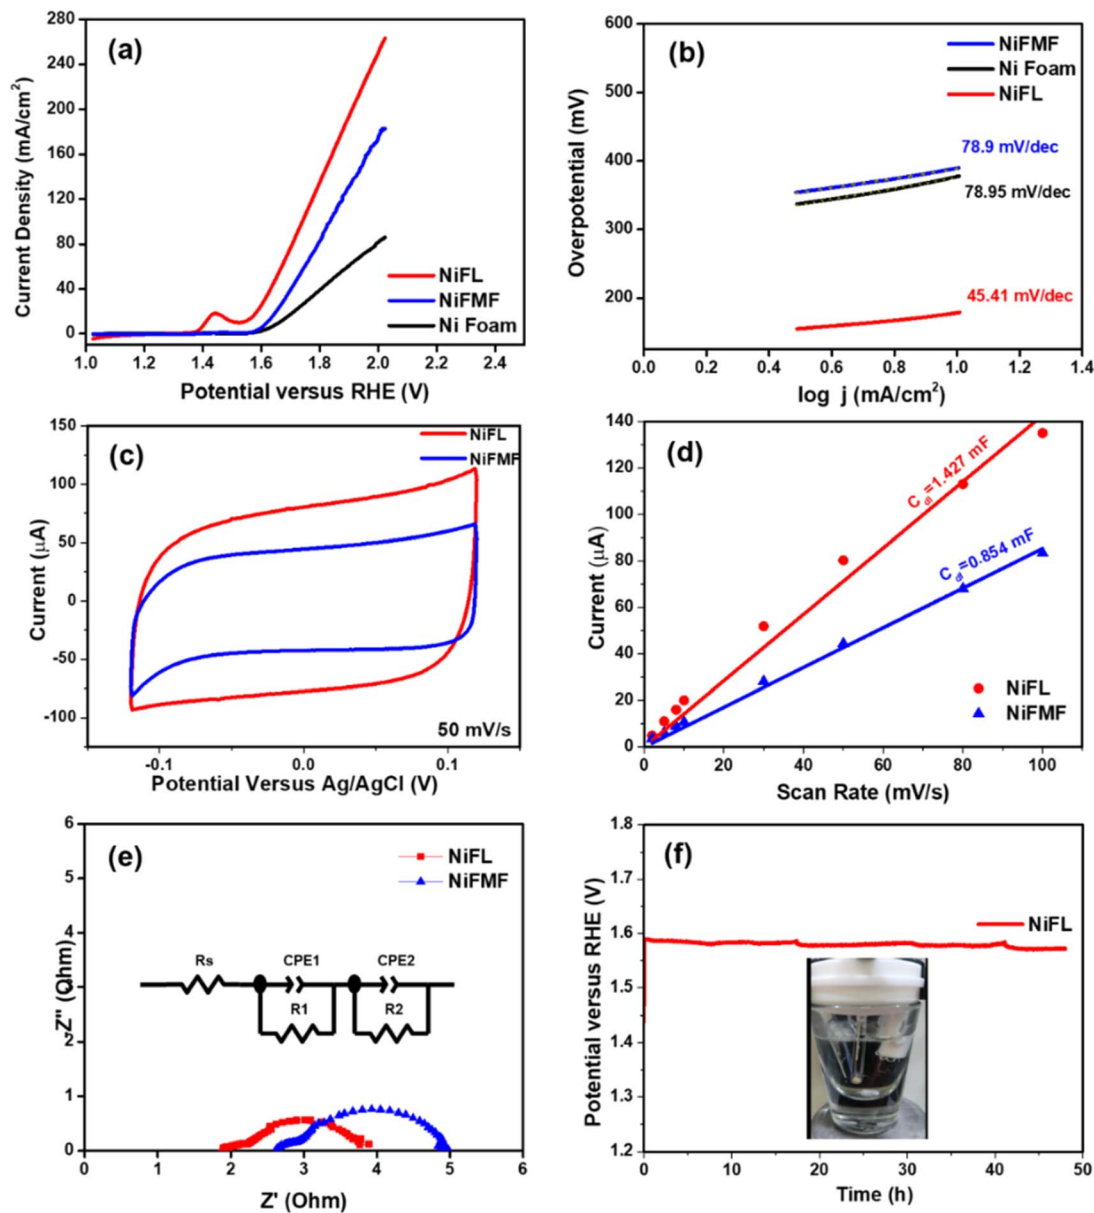 (a)
280
240
200
160
120
80
40
0
Current Density (mA/cm²)
NiFL
NiFMF
Ni Foam
1.0 1.2 1.4 1.6 1.8 2.0 2.2 2.4
Potential versus RHE (V)
(b)
600
500
400
300
200
Overpotential (mV)
NiFMF
Ni Foam
NiFL
78.9 mV/dec
78.95 mV/dec
45.41 mV/dec
0.0 0.2 0.4 0.6 0.8 1.0 1.2 1.4
log j (mA/cm²)
(c)
150
100
50
0
-50
-100
Current (μA)
NiFL
NiFMF
50 mV/s
-0.1 0.0 0.1
Potential Versus Ag/AgCl (V)
(d)
140
120
100
80
60
40
20
0
Current (μA)
Cdl=1.427 mF
Cdl=0.854 mF
NiFL
NiFMF
0 20 40 60 80 100
Scan Rate (mV/s)
(e)
6
5
4
3
2
1
0
-Z" (Ohm)
NiFL
NiFMF
Rs CPE1 CPE2
R1 R2
0 1 2 3 4 5 6
Z' (Ohm)
(f)
1.8
1.7
1.6
1.5
1.4
1.3
1.2
Potential versus RHE (V)
NiFL
0 10 20 30 40 50
Time (h)